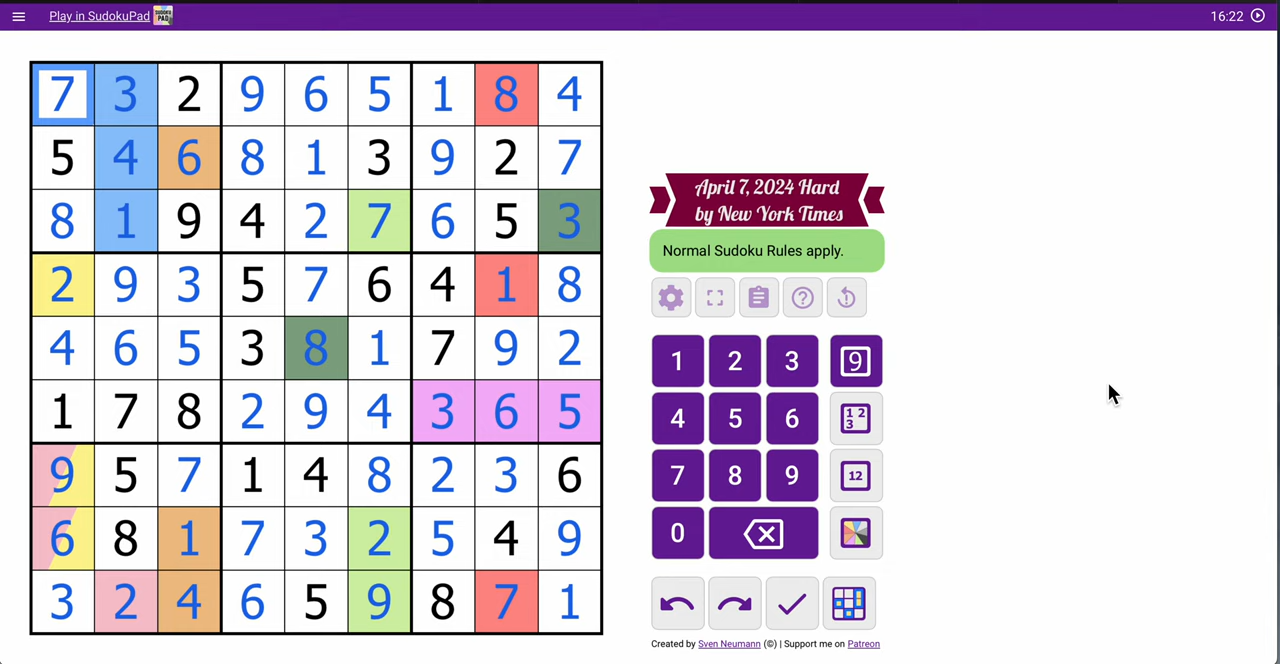 Play in SudokuPad SUDOKU PAD 16:22
7 3 2 9 6 5 1 8 4
5 4 6 8 1 3 9 2 7
8 1 9 4 2 7 6 5 3
2 9 3 5 7 6 4 1 8
4 6 5 3 8 1 7 9 2
1 7 8 2 9 4 3 6 5
9 5 7 1 4 8 2 3 6
6 8 1 7 3 2 5 4 9
3 2 4 6 5 9 8 7 1
April 7, 2024 Hard
by New York Times
Normal Sudoku Rules apply.
?
1 2 3 9
4 5 6 1 2 3
7 8 9 12
0
Created by Sven Neumann (©) | Support me on Patreon